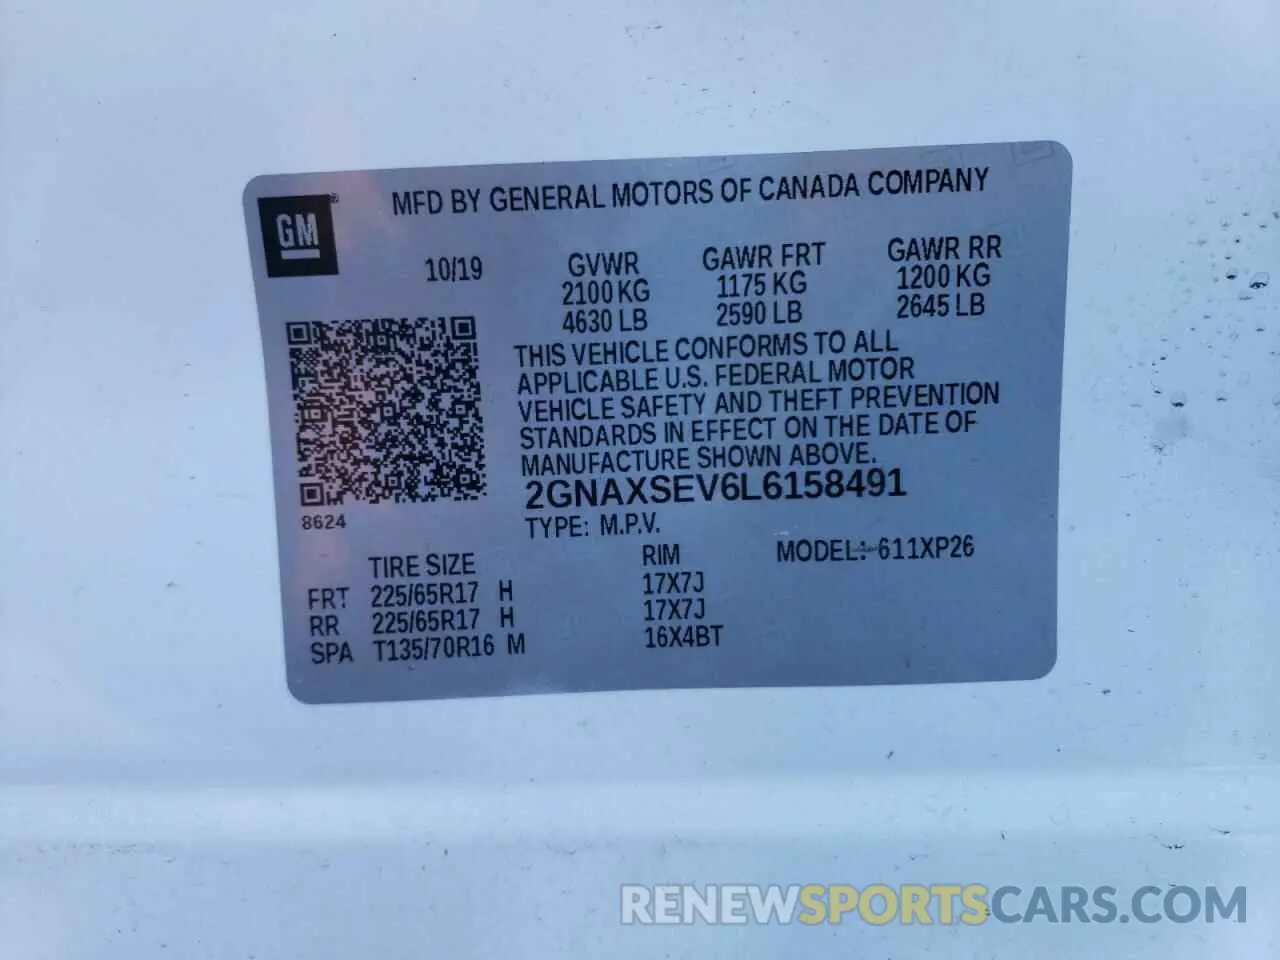 GM ®
MFD BY GENERAL MOTORS OF CANADA COMPANY
10/19 GVWR GAWR FRT GAWR RR
2100 KG 1175 KG 1200 KG
4630 LB 2590 LB 2645 LB
THIS VEHICLE CONFORMS TO ALL
APPLICABLE U.S. FEDERAL MOTOR
VEHICLE SAFETY AND THEFT PREVENTION
STANDARDS IN EFFECT ON THE DATE OF
MANUFACTURE SHOWN ABOVE.
2GNAXSEV6L6158491
8624
TYPE: M.P.V.
TIRE SIZE RIM MODEL: 611XP26
FRT 225/65R17 H 17X7J
RR 225/65R17 H 17X7J
SPA T135/70R16 M 16X4BT
RENEWSPORTSCARS.COM